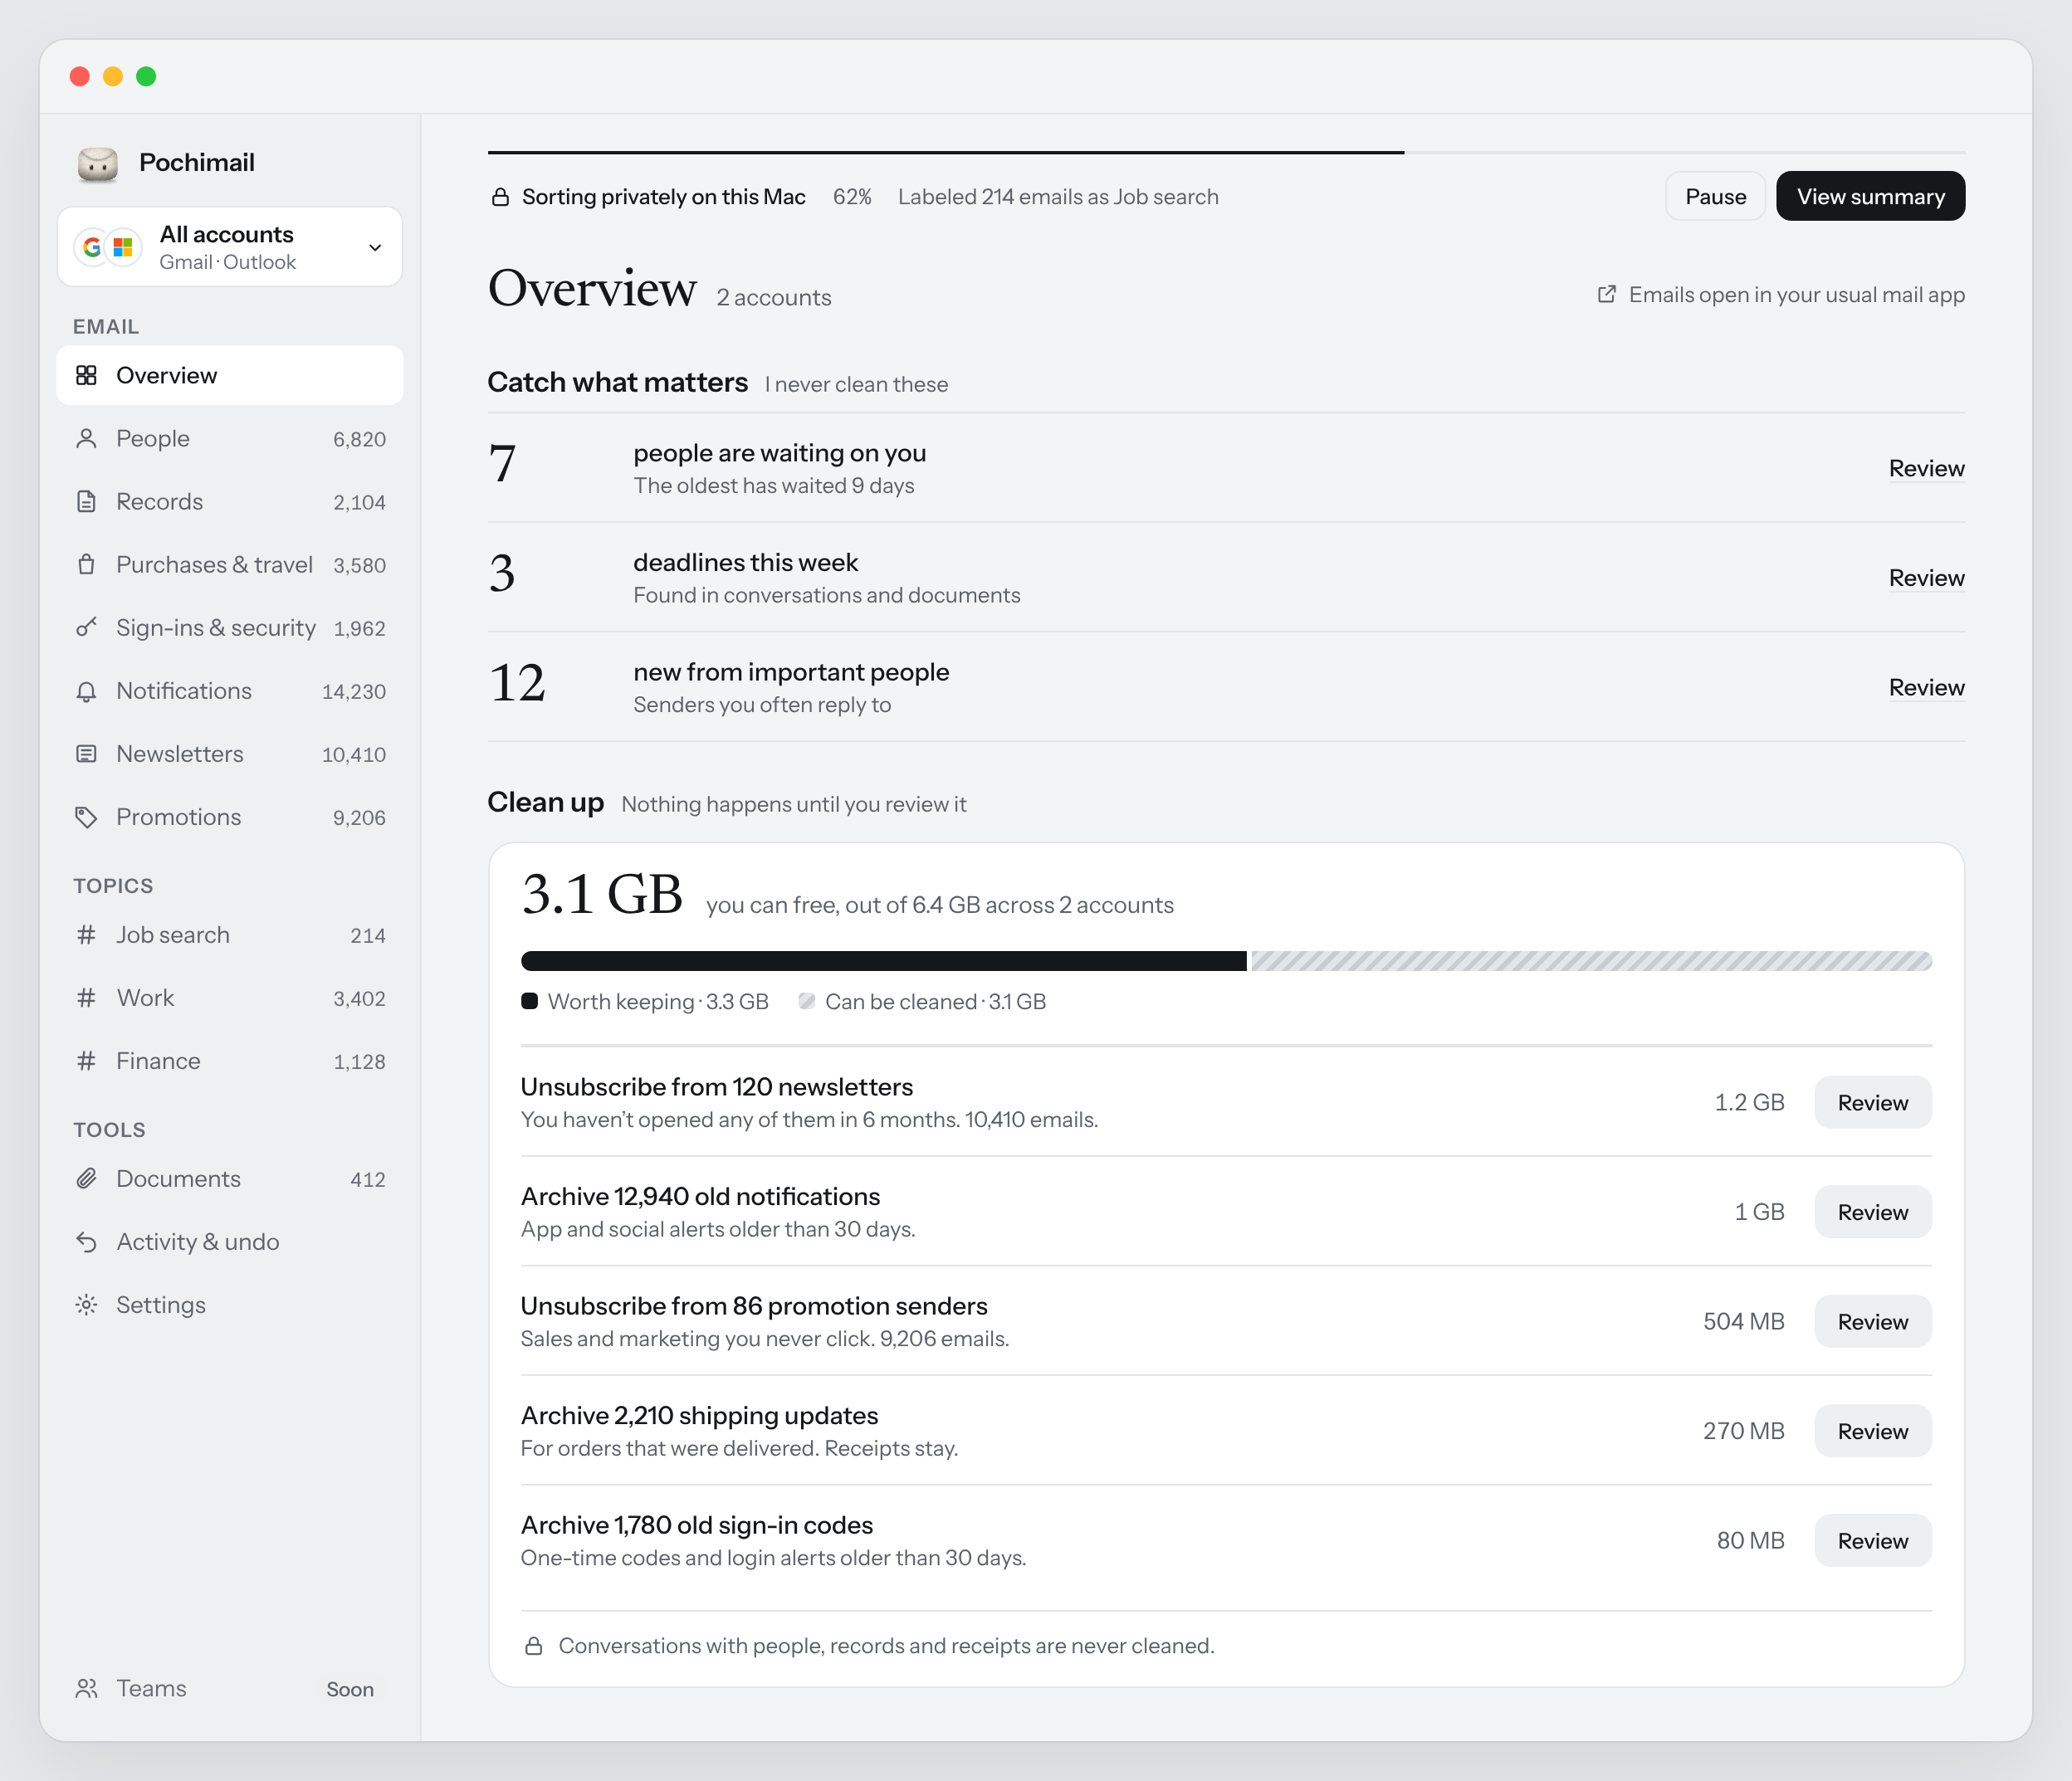 Pochimail
All accounts
Gmail · Outlook
EMAIL
Overview
People 6,820
Records 2,104
Purchases & travel 3,580
Sign-ins & security 1,962
Notifications 14,230
Newsletters 10,410
Promotions 9,206
TOPICS
# Job search 214
# Work 3,402
# Finance 1,128
TOOLS
Documents 412
Activity & undo
Settings
Teams Soon
Sorting privately on this Mac 62% Labeled 214 emails as Job search Pause View summary
Overview 2 accounts Emails open in your usual mail app
Catch what matters I never clean these
7 people are waiting on you Review
The oldest has waited 9 days
3 deadlines this week Review
Found in conversations and documents
12 new from important people Review
Senders you often reply to
Clean up Nothing happens until you review it
3.1 GB you can free, out of 6.4 GB across 2 accounts
Worth keeping · 3.3 GB Can be cleaned · 3.1 GB
Unsubscribe from 120 newsletters 1.2 GB Review
You haven’t opened any of them in 6 months. 10,410 emails.
Archive 12,940 old notifications 1 GB Review
App and social alerts older than 30 days.
Unsubscribe from 86 promotion senders 504 MB Review
Sales and marketing you never click. 9,206 emails.
Archive 2,210 shipping updates 270 MB Review
For orders that were delivered. Receipts stay.
Archive 1,780 old sign-in codes 80 MB Review
One-time codes and login alerts older than 30 days.
Conversations with people, records and receipts are never cleaned.